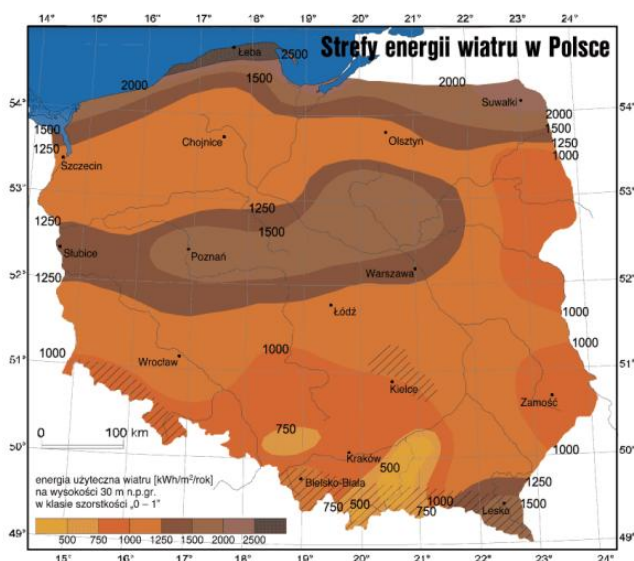 14° 15° 16° 17° 18° 19° 20° 21° 22° 23° 24°
Strefy energii wiatru w Polsce
Łeba 2500
2000 1500 2000
Suwałki
54° 54°
1500 2000
1250 Chojnice Olsztyn 1500
1250
Szczecin 1000
53° 53°
1250 1250
1500
Słubice Poznań
Warszawa
52° 1250 52°
Łódź
1000
51° 1000 Wrocław 1000 51°
Kielce
Zamość
750
0 100 km
50° Kraków 1000 50°
500
energia użyteczna wiatru [kWh/m²/rok]
na wysokości 30 m n.p.gr.
w klasie szorstkości „0 – 1”
Bielsko-Biała 1250
750 500 750 1000 Leska 1500
500 750 1000 1250 1500 2000 2500
49° 49°
15° 16° 17° 18° 19° 20° 21° 22° 23°